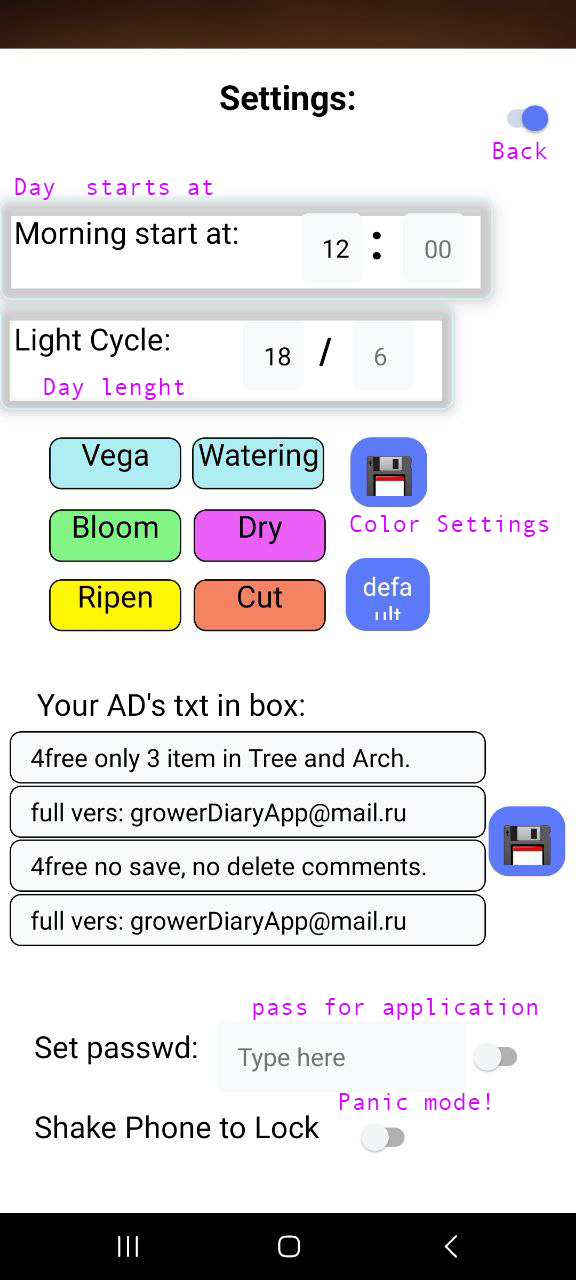 Settings:
Back
Day  starts at
Morning start at: 12 : 00
Light Cycle: 18 / 6
Day lenght
Vega Watering
Color Settings
Bloom Dry
Ripen Cut
defa
ult
Your AD's txt in box:
4free only 3 item in Tree and Arch.
full vers: growerDiaryApp@mail.ru
4free no save, no delete comments.
full vers: growerDiaryApp@mail.ru
pass for application
Set passwd: Type here
Panic mode!
Shake Phone to Lock